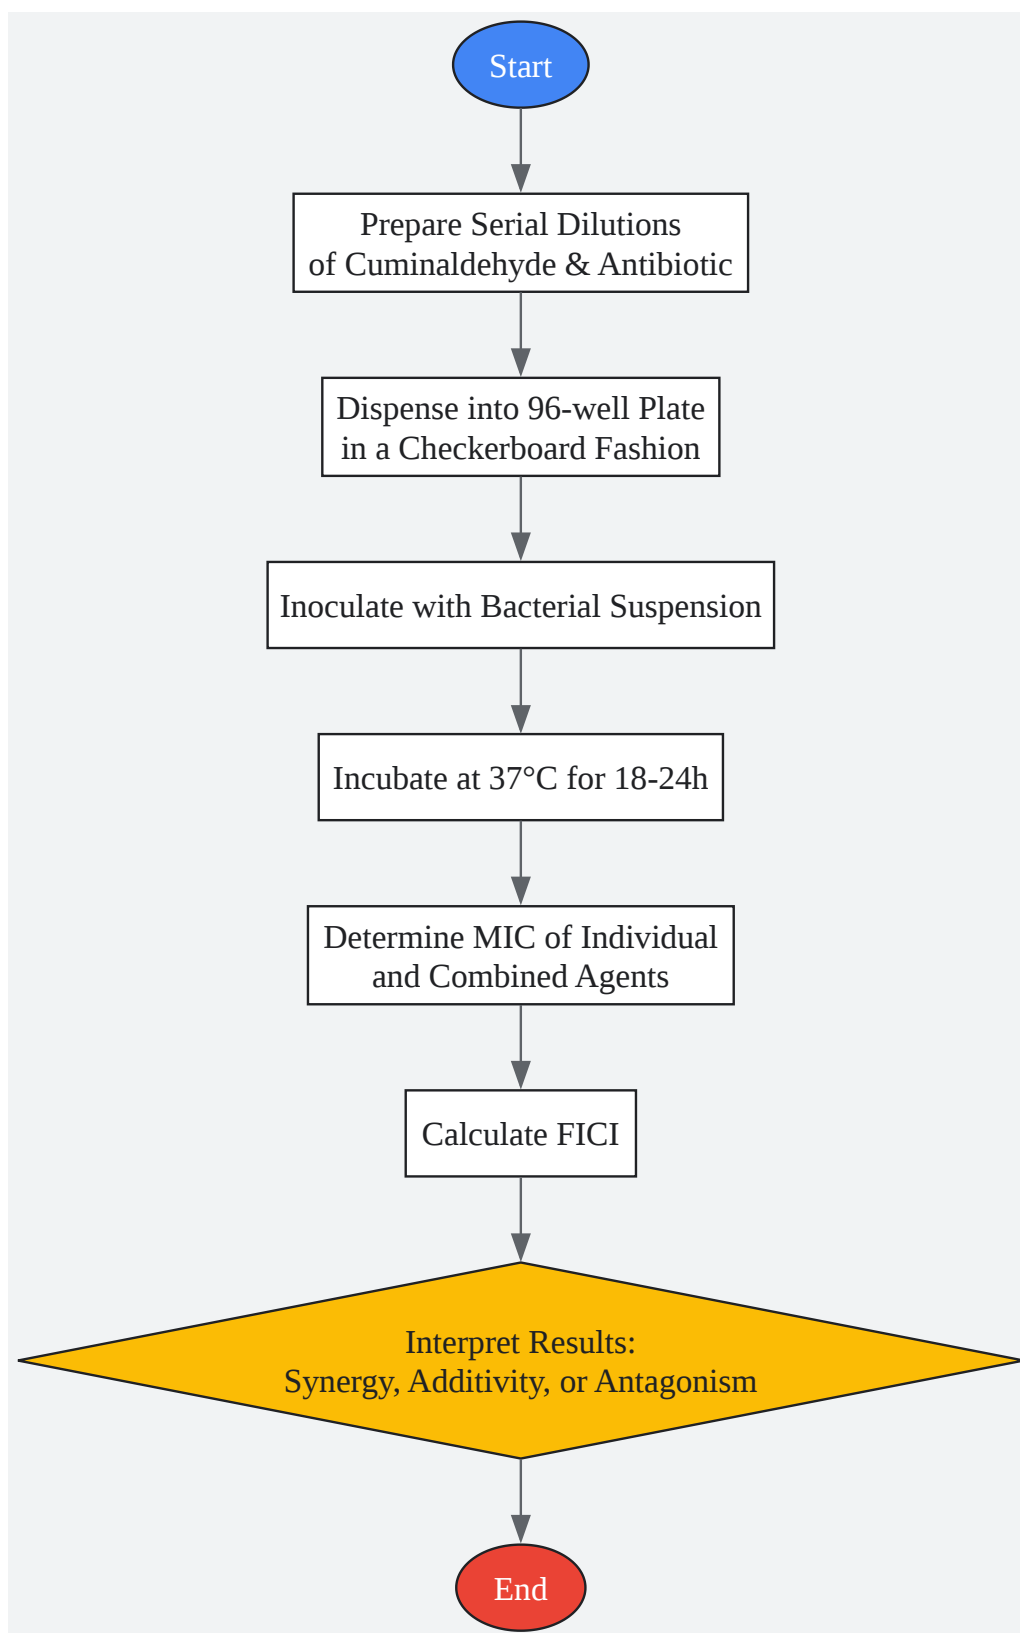 Start
Prepare Serial Dilutions
of Cuminaldehyde & Antibiotic
Dispense into 96-well Plate
in a Checkerboard Fashion
Inoculate with Bacterial Suspension
Incubate at 37°C for 18-24h
Determine MIC of Individual
and Combined Agents
Calculate FICI
Interpret Results:
Synergy, Additivity, or Antagonism
End